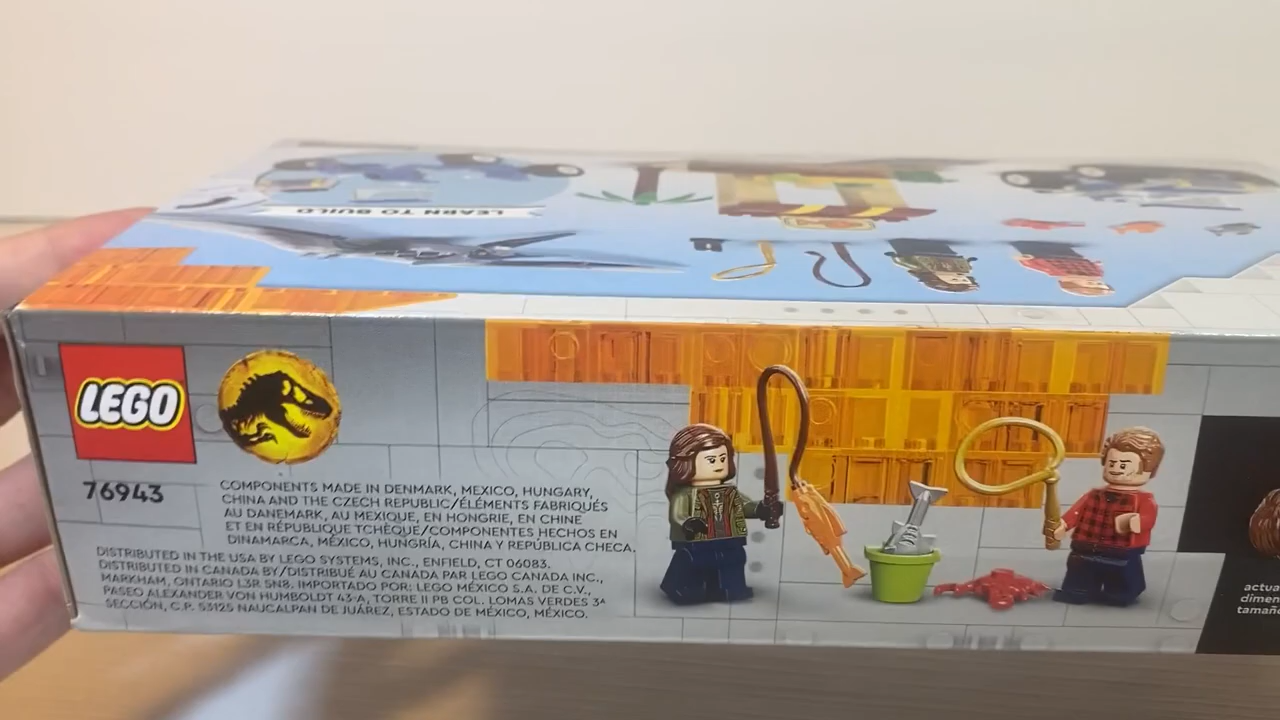 LEARN TO BUILD
LEGO
76943
COMPONENTS MADE IN DENMARK, MEXICO, HUNGARY,
CHINA AND THE CZECH REPUBLIC/ÉLÉMENTS FABRIQUÉS
AU DANEMARK, AU MEXIQUE, EN HONGRIE, EN CHINE
ET EN RÉPUBLIQUE TCHÈQUE/COMPONENTES HECHOS EN
DINAMARCA, MÉXICO, HUNGRÍA, CHINA Y REPÚBLICA CHECA.
DISTRIBUTED IN THE USA BY LEGO SYSTEMS, INC., ENFIELD, CT 06083.
DISTRIBUTED IN CANADA BY/DISTRIBUÉ AU CANADA PAR LEGO CANADA INC.,
MARKHAM, ONTARIO L3R 5N8. IMPORTADO POR: LEGO MÉXICO S.A. DE C.V.,
PASEO ALEXANDER VON HUMBOLDT 43-A, TORRE II PB COL. LOMAS VERDES 3ª
SECCIÓN, C.P. 53125 NAUCALPAN DE JUÁREZ, ESTADO DE MÉXICO, MÉXICO.
actua
dimen
tamañ